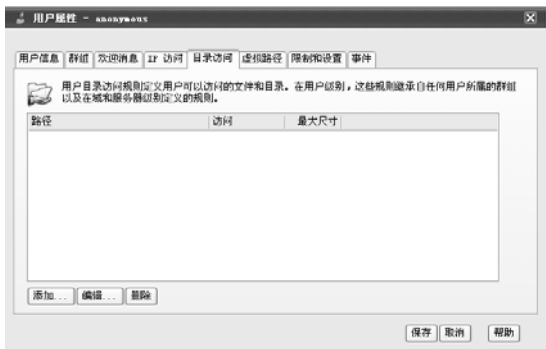 用户属性 - anonymous
用户信息 群组 欢迎消息 IP 访问 目录访问 虚拟路径 限制和设置 事件
用户目录访问规则定义用户可以访问的文件和目录。在用户级别，这些规则继承自任何用户所属的群组
以及在域和服务器级别定义的规则。
路径 访问 最大尺寸
添加... 编辑... 删除
保存 取消 帮助